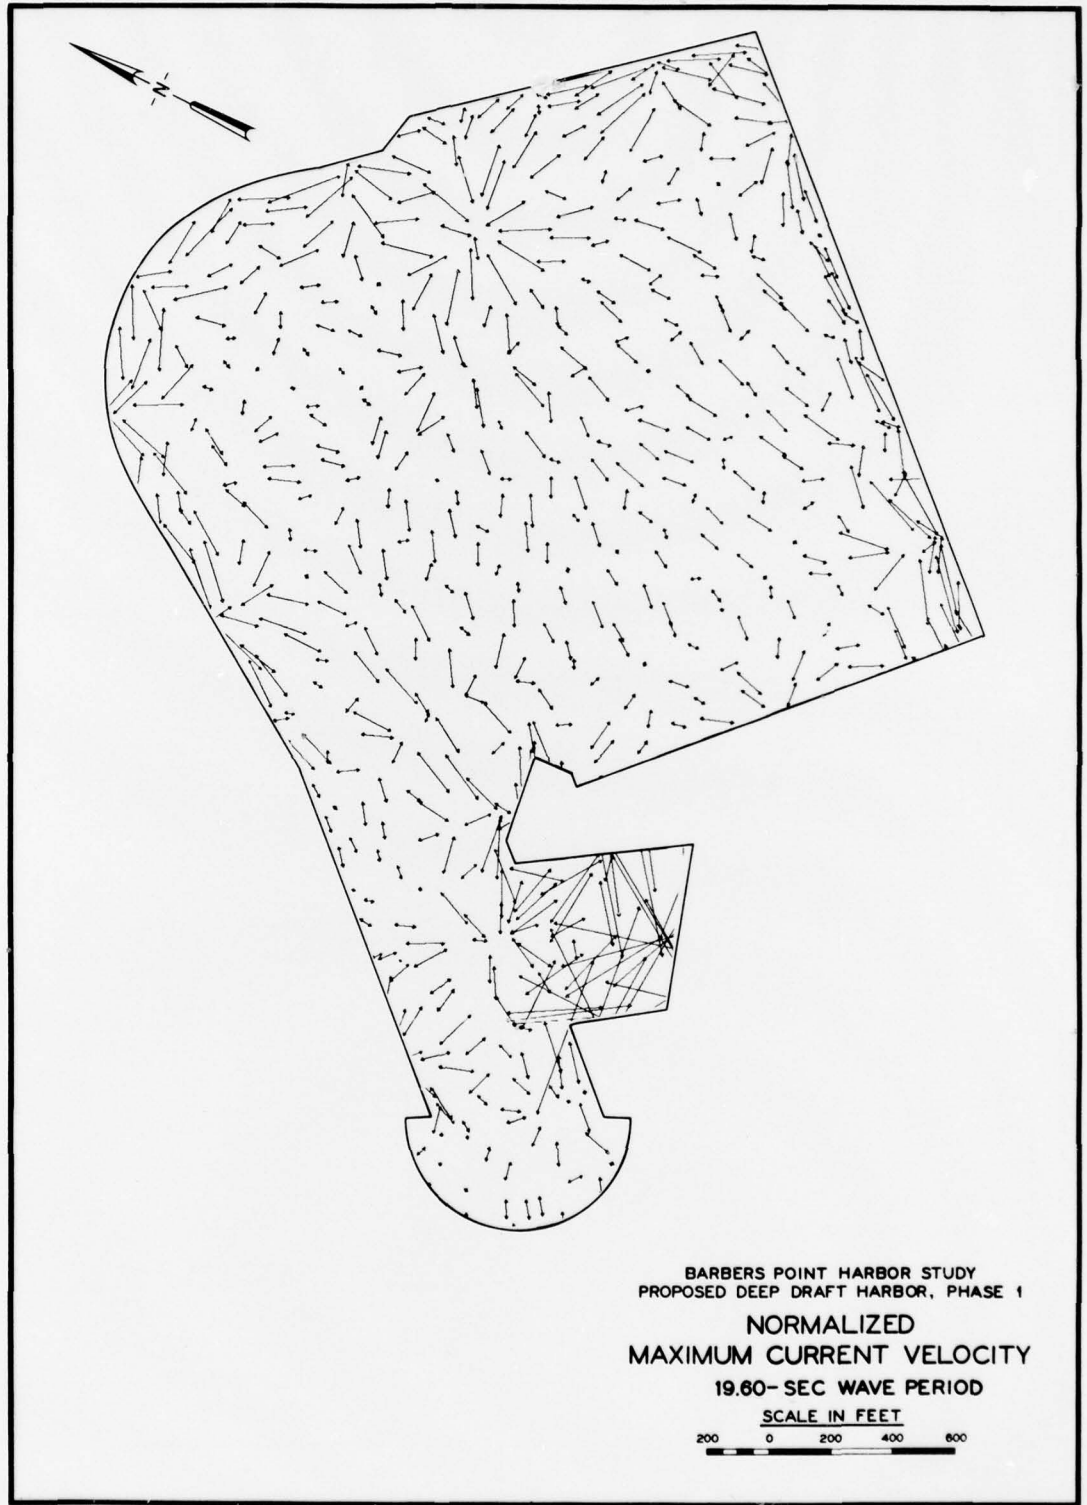 N
BARBERS POINT HARBOR STUDY
PROPOSED DEEP DRAFT HARBOR, PHASE 1
NORMALIZED
MAXIMUM CURRENT VELOCITY
19.60-SEC WAVE PERIOD
SCALE IN FEET
200 0 200 400 600